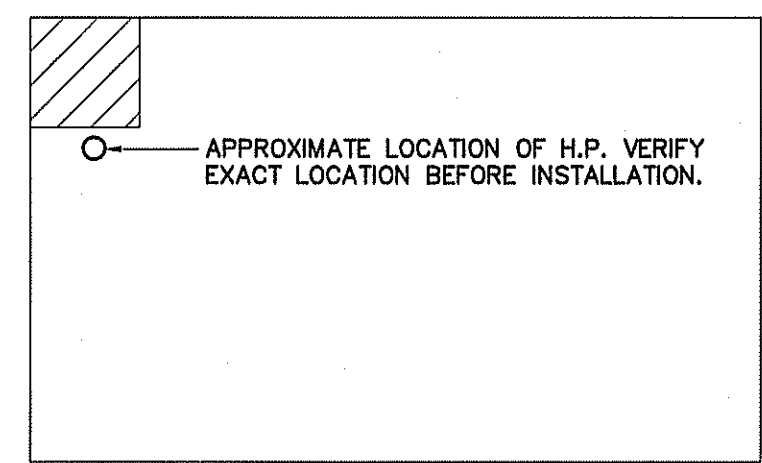 APPROXIMATE LOCATION OF H.P. VERIFY
EXACT LOCATION BEFORE INSTALLATION.